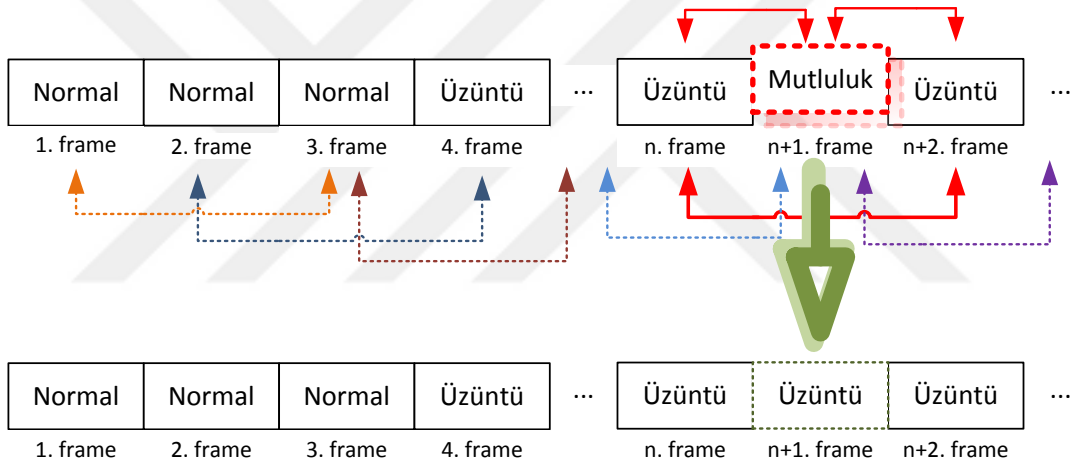 Normal Normal Normal Üzüntü ... Üzüntü Mutluluk Üzüntü ...
1. frame 2. frame 3. frame 4. frame n. frame n+1. frame n+2. frame
Normal Normal Normal Üzüntü ... Üzüntü Üzüntü Üzüntü ...
1. frame 2. frame 3. frame 4. frame n. frame n+1. frame n+2. frame